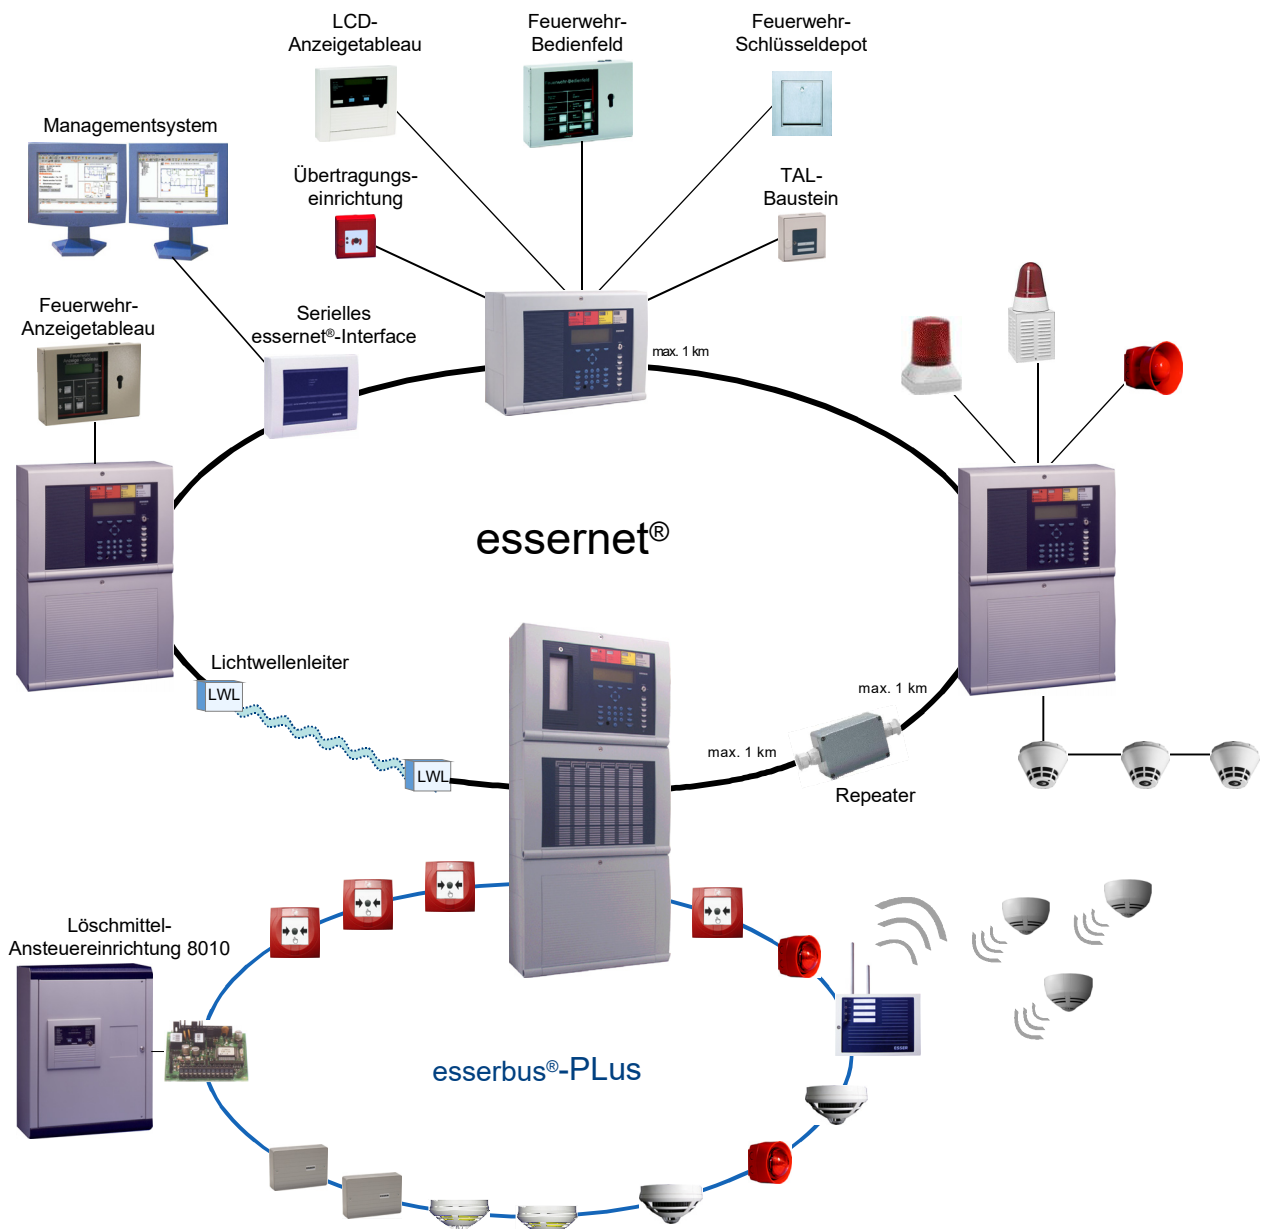 LCD-
Anzeigetableau
Feuerwehr-
Bedienfeld
Feuerwehr-
Schlüsseldepot
Managementsystem
Übertragungs-
einrichtung
TAL-
Baustein
Feuerwehr-
Anzeigetableau
Serielles
essernet®-Interface
max. 1 km
essernet®
Lichtwellenleiter
LWL
LWL
max. 1 km
max. 1 km
Repeater
Löschmittel-
Ansteuereinrichtung 8010
ESSER
esserbus®-PLus